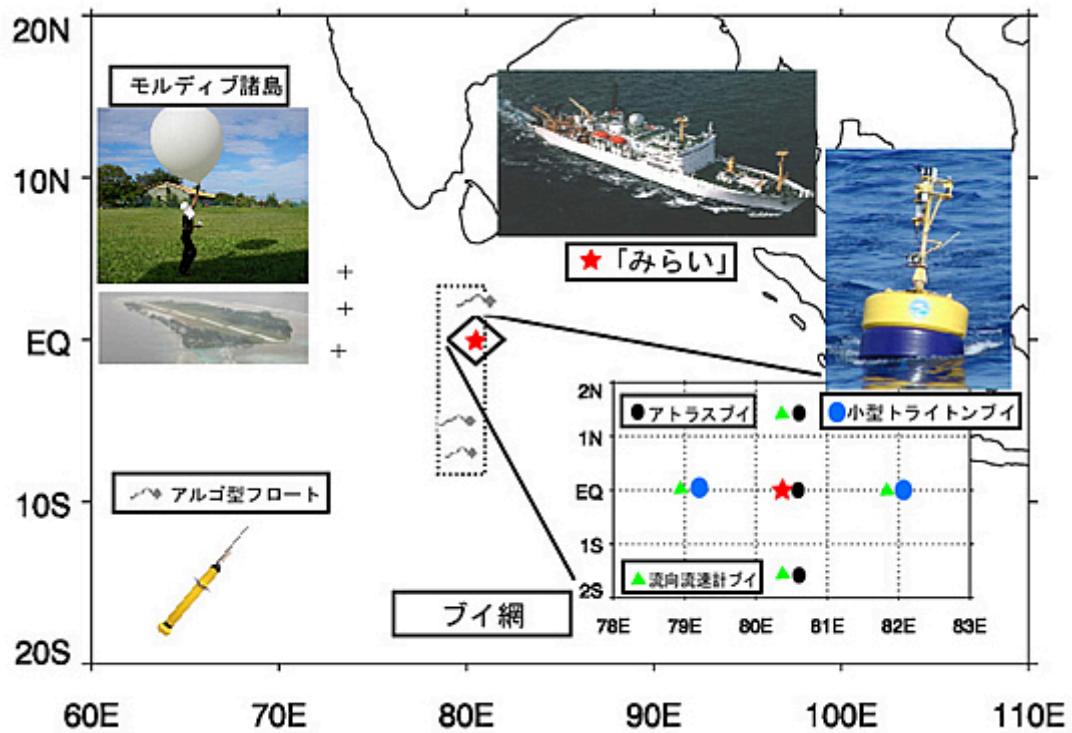 20N
10N
EQ
10S
20S
60E 70E 80E 90E 100E 110E
モルディブ諸島
「みらい」
アルゴ型フロート
ブイ網
アトラスブイ
小型トライトンブイ
流向流速計ブイ
2N
1N
EQ
1S
2S
78E 79E 80E 81E 82E 83E